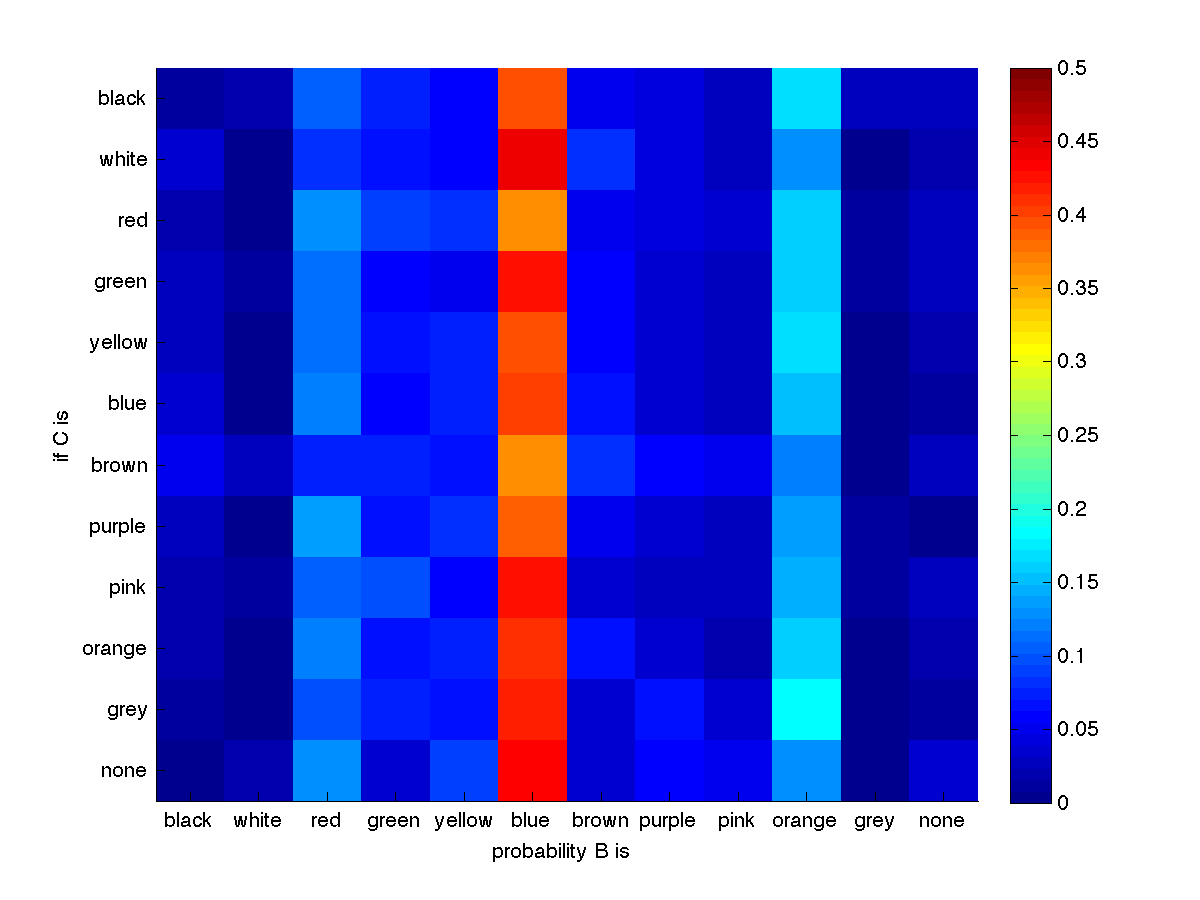 black
white
red
green
yellow
blue
brown
purple
pink
orange
grey
none
if C is
black white red green yellow blue brown purple pink orange grey none
probability B is
0.5
0.45
0.4
0.35
0.3
0.25
0.2
0.15
0.1
0.05
0